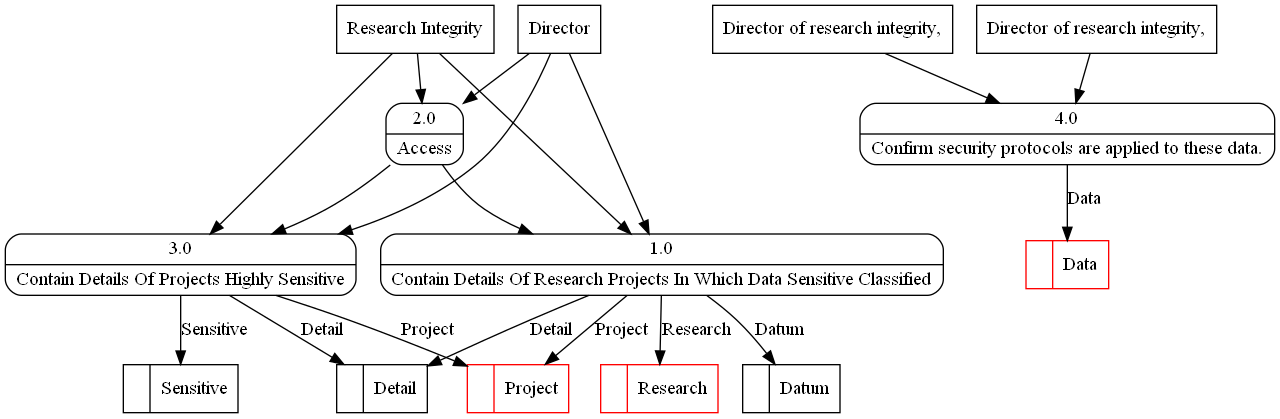 Research Integrity
Director
Director of research integrity,
Director of research integrity,
2.0
Access
4.0
Confirm security protocols are applied to these data.
Data
3.0
Contain Details Of Projects Highly Sensitive
1.0
Contain Details Of Research Projects In Which Data Sensitive Classified
Data
Sensitive
Detail
Project
Detail
Project
Research
Datum
Sensitive
Detail
Project
Research
Datum